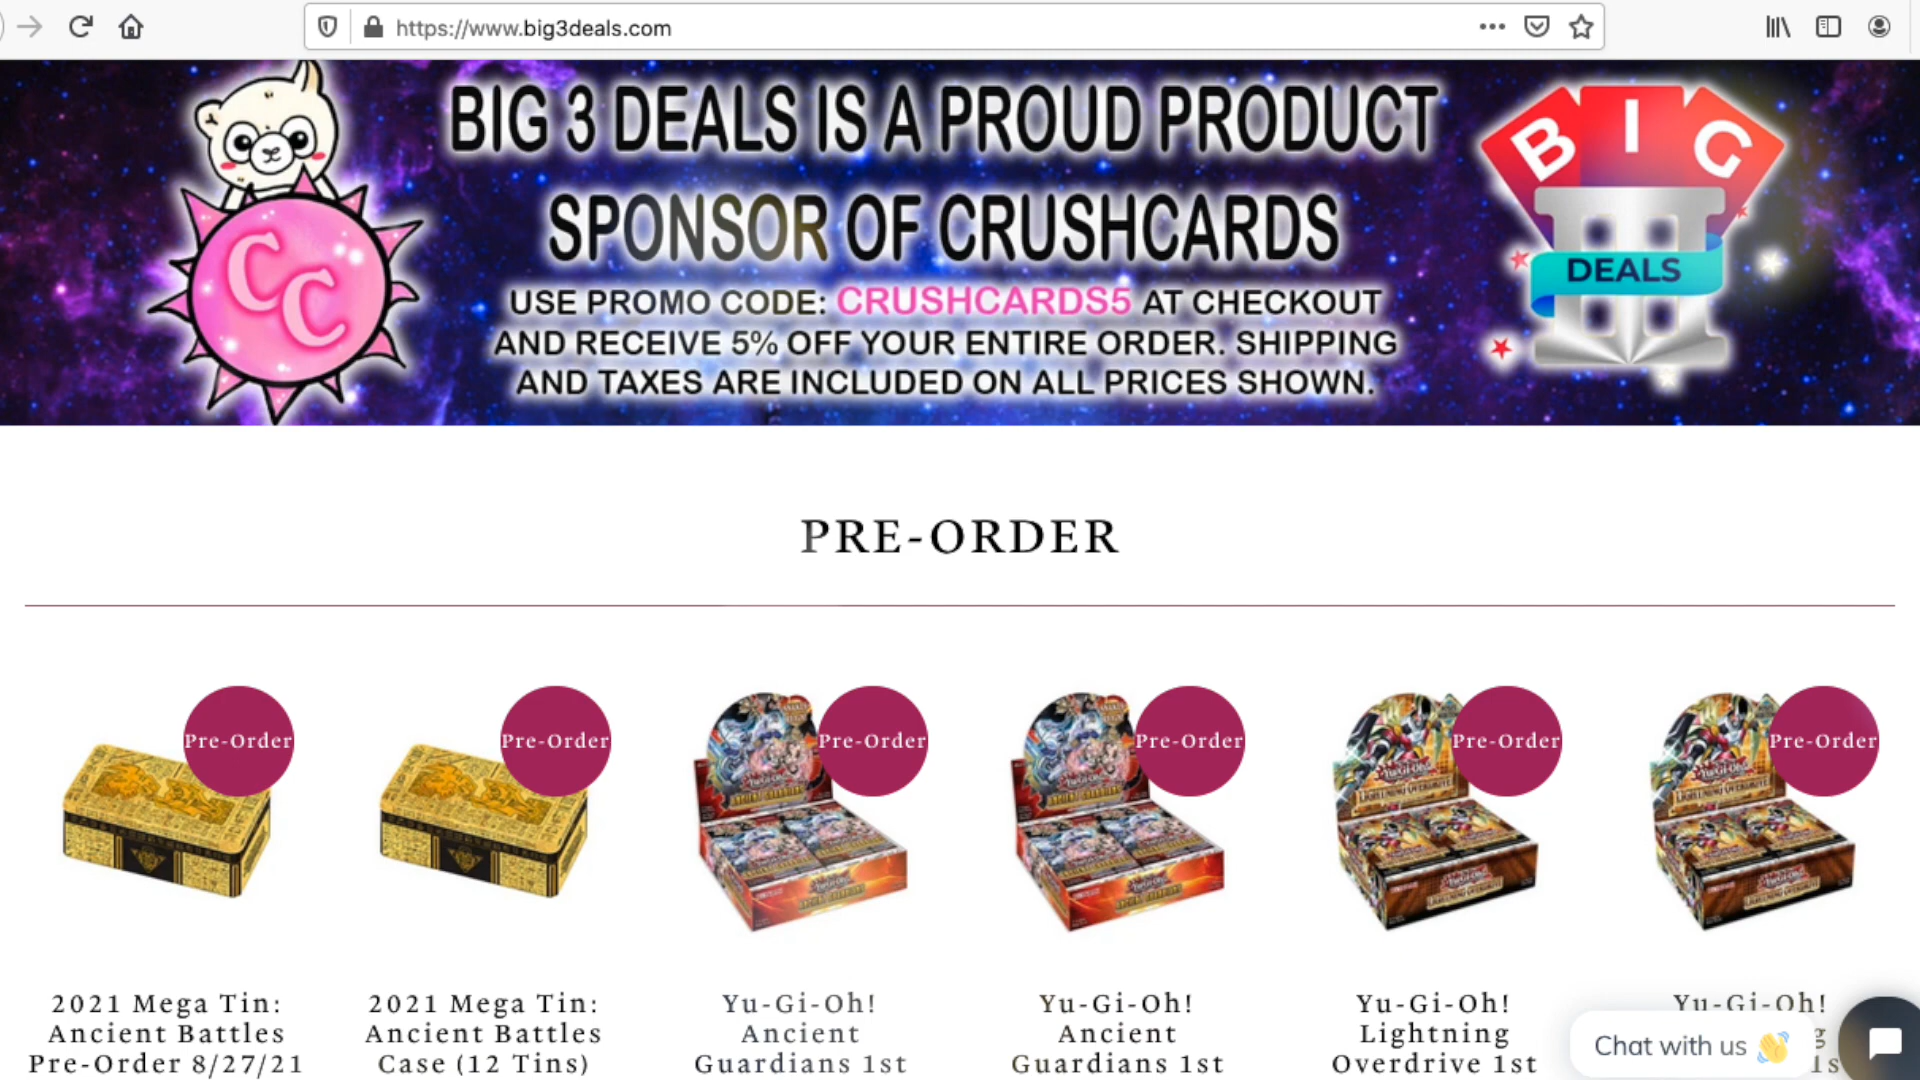 https://www.big3deals.com
BIG 3 DEALS IS A PROUD PRODUCT
SPONSOR OF CRUSHCARDS
USE PROMO CODE: CRUSHCARDS5 AT CHECKOUT
AND RECEIVE 5% OFF YOUR ENTIRE ORDER. SHIPPING
AND TAXES ARE INCLUDED ON ALL PRICES SHOWN.
CC
BIG
DEALS
PRE-ORDER
Pre-Order
Pre-Order
Pre-Order
Pre-Order
Pre-Order
Pre-Order
2021 Mega Tin:
Ancient Battles
Pre-Order 8/27/21
2021 Mega Tin:
Ancient Battles
Case (12 Tins)
Yu-Gi-Oh!
Ancient
Guardians 1st
Yu-Gi-Oh!
Ancient
Guardians 1st
Yu-Gi-Oh!
Lightning
Overdrive 1st
Yu-Gi-Oh!
Chat with us 👋